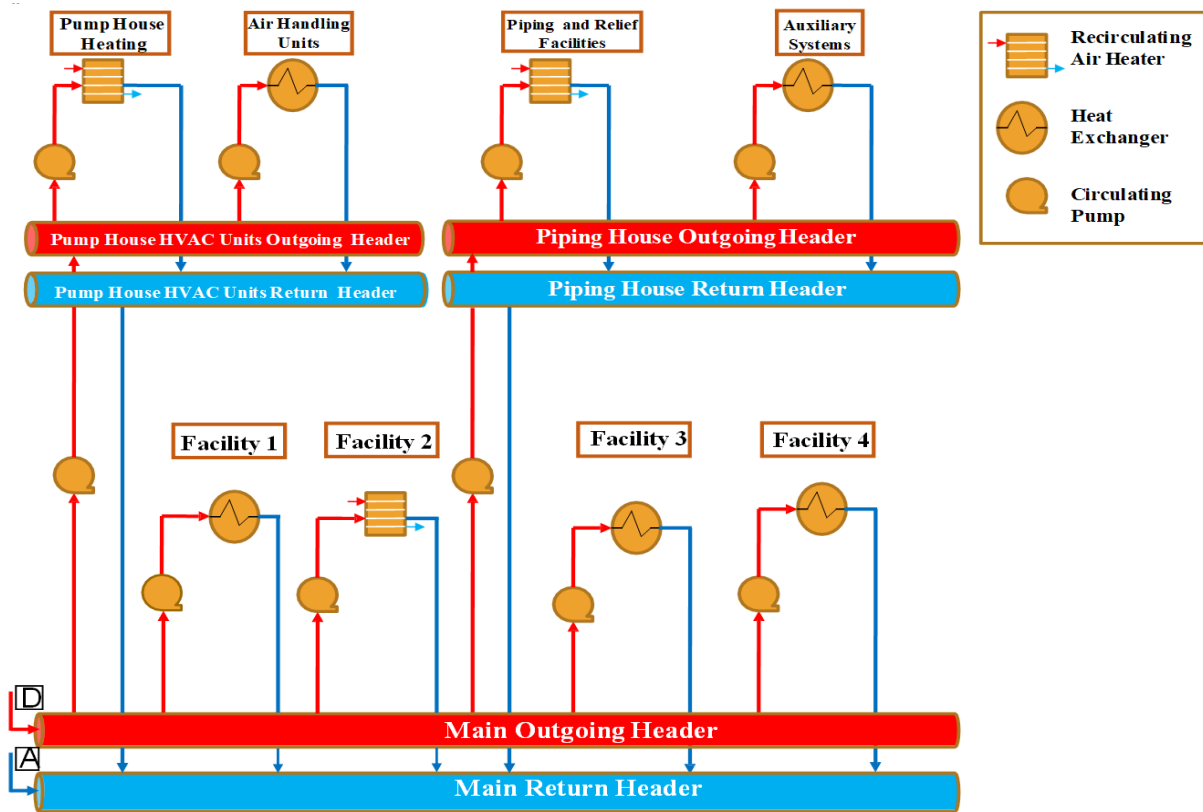 Pump House
Heating
Air Handling
Units
Piping and Relief
Facilities
Auxiliary
Systems
Recirculating
Air Heater
Heat
Exchanger
Circulating
Pump
Pump House HVAC Units Outgoing Header
Piping House Outgoing Header
Pump House HVAC Units Return Header
Piping House Return Header
Facility 1
Facility 2
Facility 3
Facility 4
D
Main Outgoing Header
A
Main Return Header